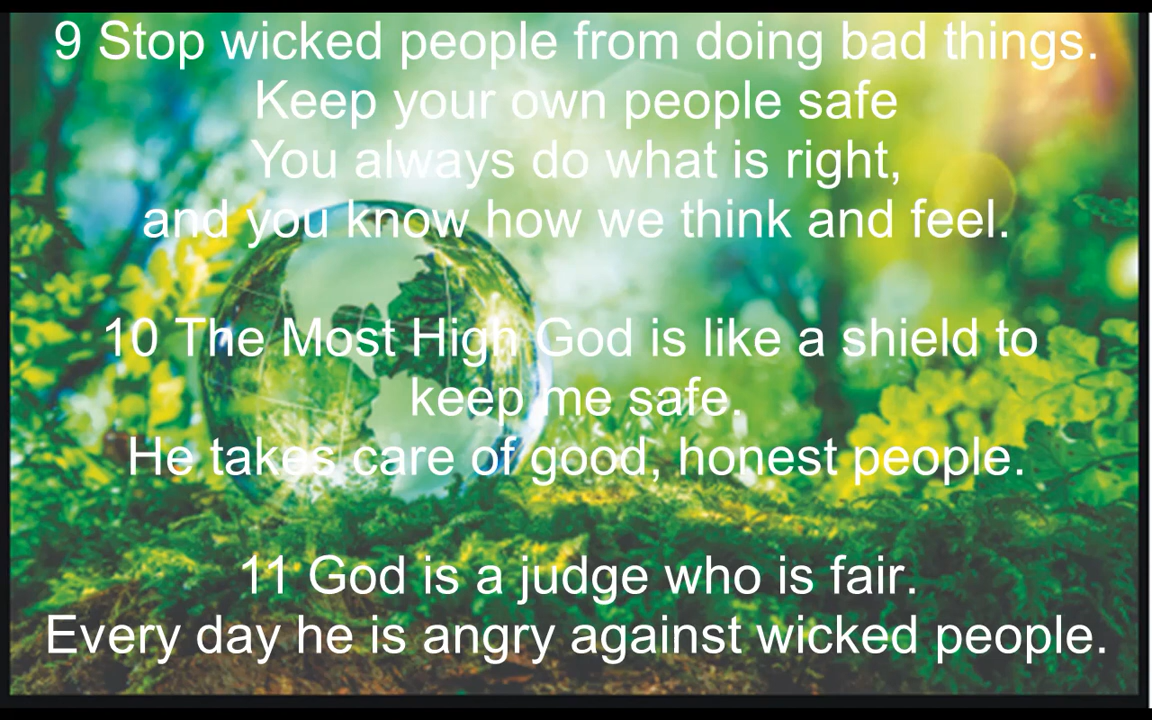 9 Stop wicked people from doing bad things.
Keep your own people safe
You always do what is right,
and you know how we think and feel.
10 The Most High God is like a shield to
keep me safe.
He takes care of good, honest people.
11 God is a judge who is fair.
Every day he is angry against wicked people.